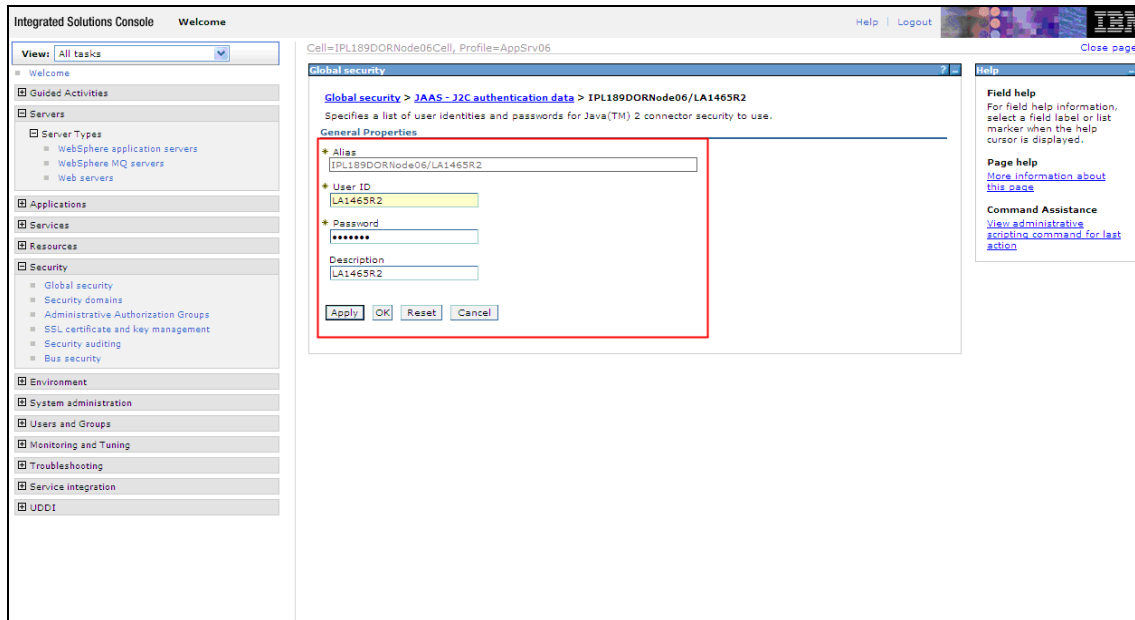 Integrated Solutions Console Welcome Help | Logout IBM
View: All tasks
Cell=IPL189DORNode06Cell, Profile=AppSrv06 Close page
Welcome
Guided Activities
Servers
Server Types
WebSphere application servers
WebSphere MQ servers
Web servers
Applications
Services
Resources
Security
Global security
Security domains
Administrative Authorization Groups
SSL certificate and key management
Security auditing
Bus security
Environment
System administration
Users and Groups
Monitoring and Tuning
Troubleshooting
Service integration
UDDI
Global security ? -
Global security > JAAS - J2C authentication data > IPL189DORNode06/LA1465R2
Specifies a list of user identities and passwords for Java(TM) 2 connector security to use.
General Properties
* Alias
IPL189DORNode06/LA1465R2
* User ID
LA1465R2
* Password
•••••••
Description
LA1465R2
Apply OK Reset Cancel
Help -
Field help
For field help information,
select a field label or list
marker when the help
cursor is displayed.
Page help
More information about
this page
Command Assistance
View administrative
scripting command for last
action